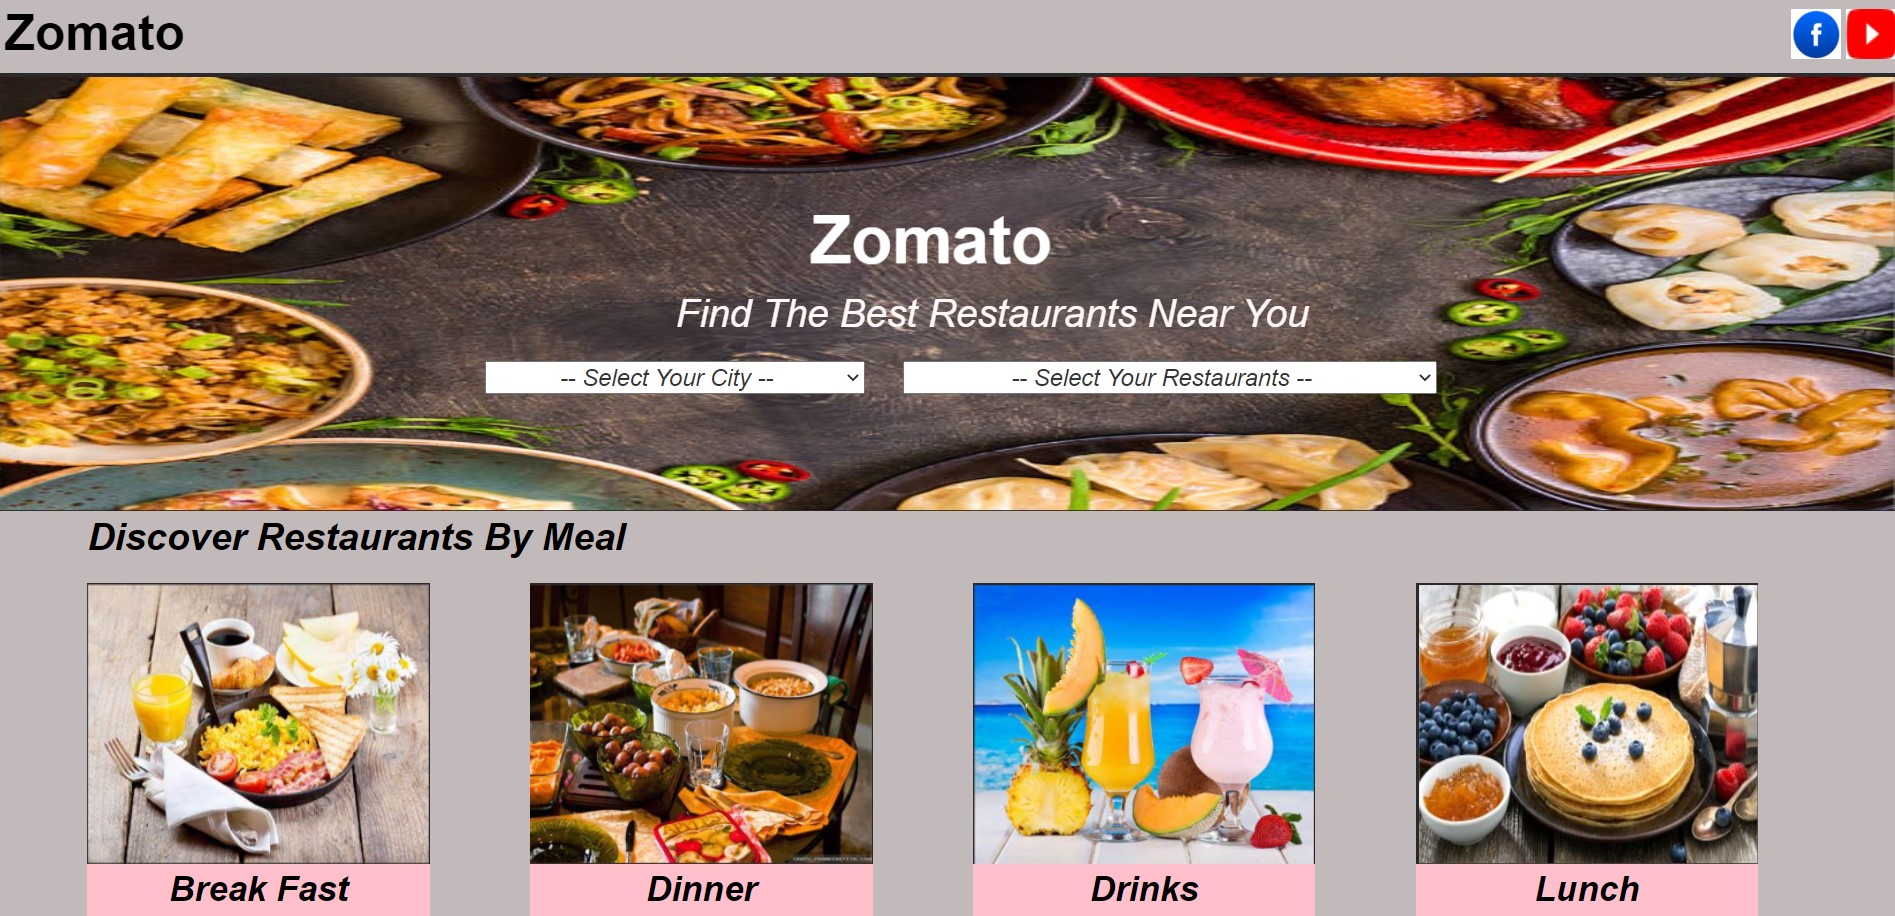 Zomato
Zomato
Find The Best Restaurants Near You
-- Select Your City --
-- Select Your Restaurants --
Discover Restaurants By Meal
Break Fast
Dinner
Drinks
Lunch